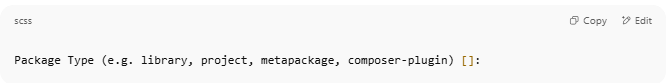 scss
Copy
Edit
Package Type (e.g. library, project, metapackage, composer-plugin) []: